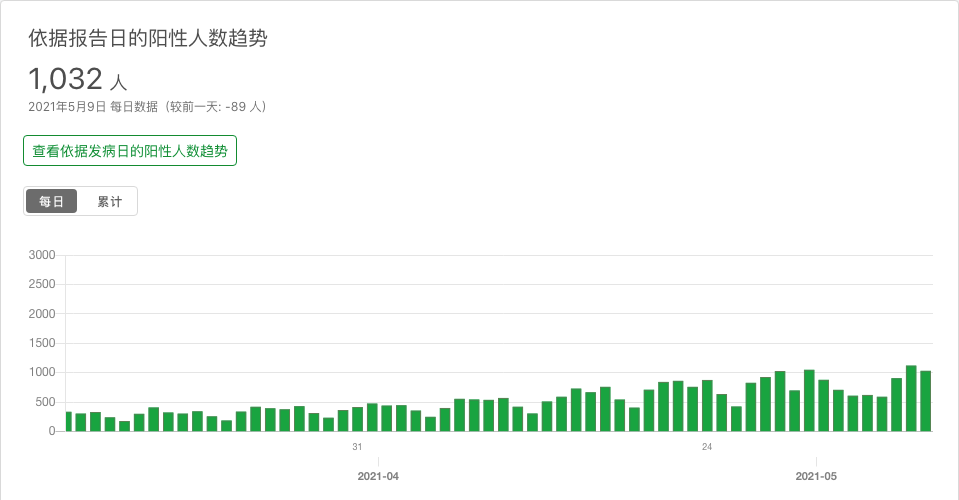 依据报告日的阳性人数趋势
1,032 人
2021年5月9日 每日数据（较前一天: -89 人）
查看依据发病日的阳性人数趋势
每日 累计
3000
2500
2000
1500
1000
500
0
31 24
2021-04 2021-05